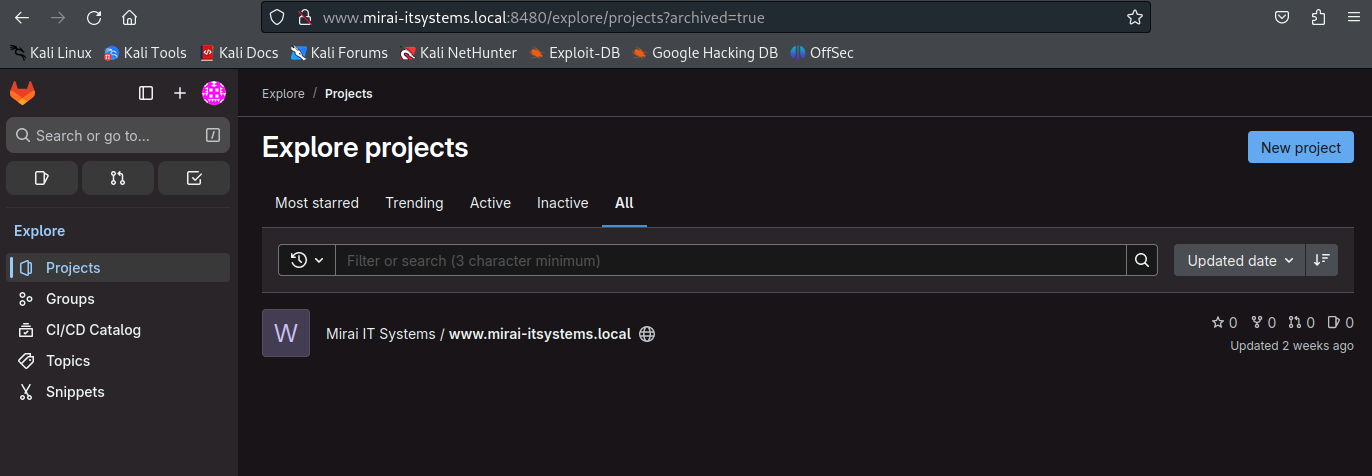 www.mirai-itsystems.local:8480/explore/projects?archived=true
Kali Linux Kali Tools Kali Docs Kali Forums Kali NetHunter Exploit-DB Google Hacking DB OffSec
Explore / Projects
Search or go to... /
Explore projects
New project
Most starred Trending Active Inactive All
Explore
Filter or search (3 character minimum)
Updated date
Projects
Groups
CI/CD Catalog
Topics
Snippets
W
Mirai IT Systems / www.mirai-itsystems.local
0 0 0 0
Updated 2 weeks ago